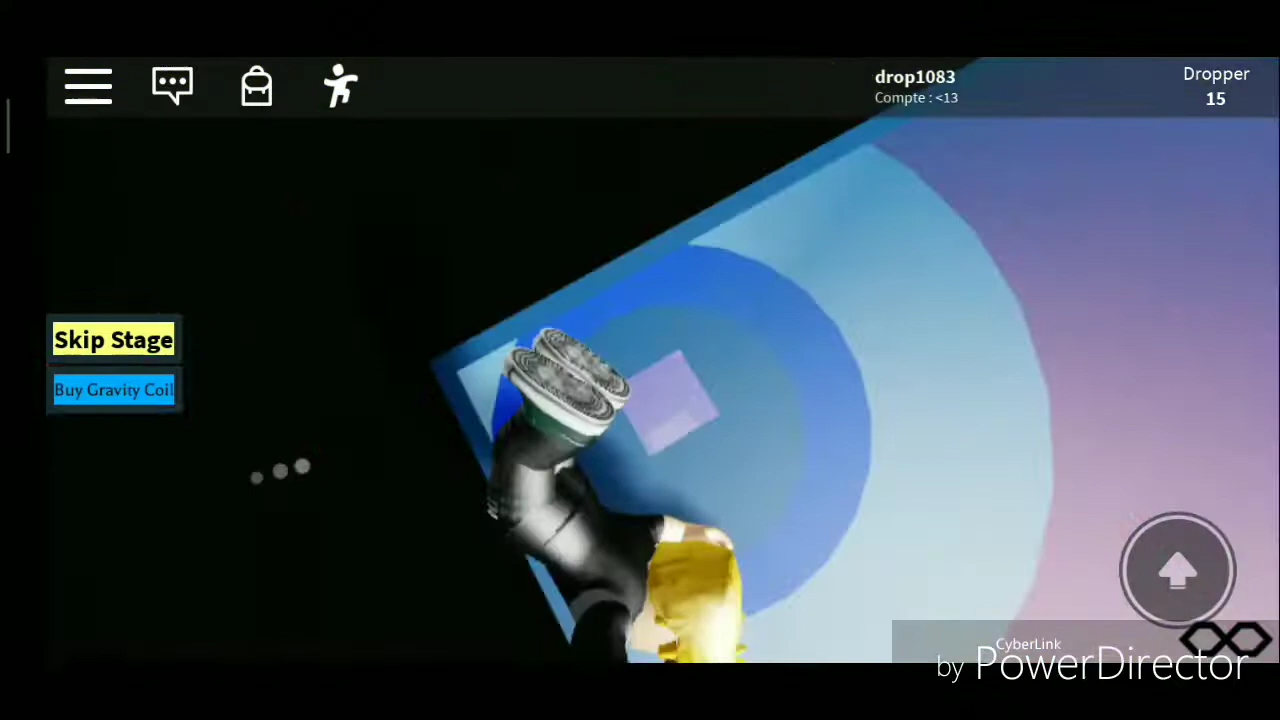 drop1083
Compte : <13
Dropper
15
Skip Stage
Buy Gravity Coil
CyberLink
by PowerDirector